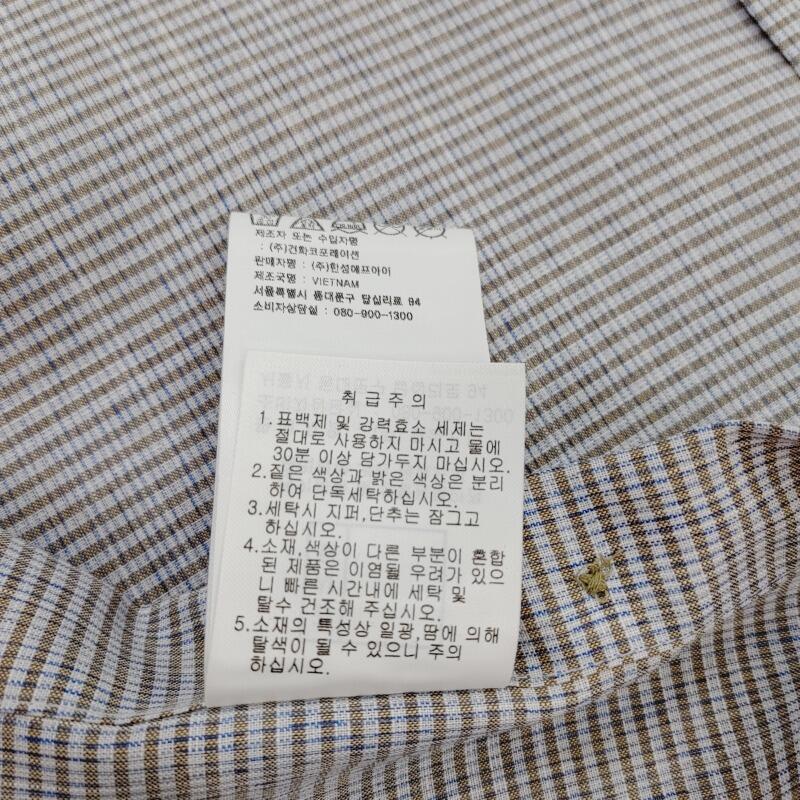 제조자 또는 수입자명
: (주)건화코포레이션
판매자명 : (주)한성에프아이
제조국명 : VIETNAM
서울특별시 동대문구 답십리로 94
소비자상담실 : 080-900-1300
취급주의
1. 표백제 및 강력효소 세제는
절대로 사용하지 마시고 물에
30분 이상 담가두지 마십시오.
2. 짙은 색상과 밝은 색상은 분리
하여 단독세탁하십시오.
3. 세탁시 지퍼,단추는 잠그고
하십시오.
4. 소재,색상이 다른 부분이 혼합
된 제품은 이염될 우려가 있으
니 빠른 시간내에 세탁 및
탈수 건조해 주십시오.
5. 소재의 특성상 일광,땀에 의해
탈색이 될 수 있으니 주의
하십시오.